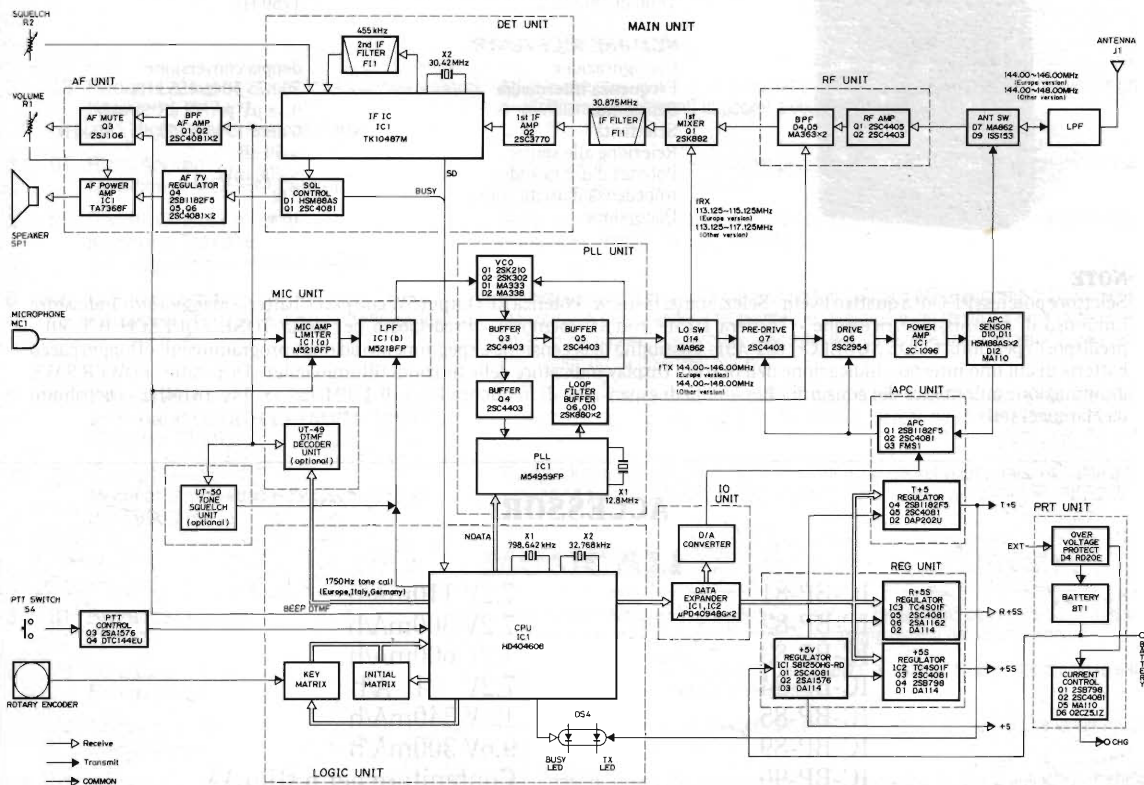 SQUELCH
R2
DET UNIT
MAIN UNIT
ANTENNA
J1
455kHz
2nd IF
FILTER
FI1
X2
30.42MHz
AF UNIT
VOLUME
R1
AF MUTE
Q3
2SJ106
BPF
AF AMP
Q1,Q2
2SC4081×2
IF IC
IC1
TK10487M
1st IF
AMP
Q2
2SC3770
30.875MHz
IF FILTER
FI1
1st
MIXER
Q1
2SK882
RF UNIT
BPF
D4,D5
MA363×2
RF AMP
Q1 2SC4405
Q2 2SC4403
144.00~146.00MHz
(Europe version)
144.00~148.00MHz
(Other version)
ANT SW
D7 MA862
D9 ISS153
LPF
SD
BUSY
AF POWER
AMP
IC1
TA7368F
AF 7V
REGULATOR
Q4
2SB1182F5
Q5,Q6
2SC4081×2
SQL
CONTROL
D1 HSM88AS
Q1 2SC4081
SPEAKER
SP1
IRX
113.125~115.125MHz
(Europe version)
113.125~117.125MHz
(Other version)
PLL UNIT
VCO
Q1 2SK210
Q2 2SK302
D1 MA333
D2 MA338
NOTE
MICROPHONE
MC1
MIC UNIT
MIC AMP
LIMITER
IC1(a)
M5218FP
LPF
IC1(b)
M5218FP
BUFFER
Q3
2SC4403
BUFFER
Q5
2SC4403
LO SW
D14
MA862
PRE-DRIVE
Q7
2SC4403
DRIVE
Q6
2SC2954
POWER
AMP
IC1
SC-1096
APC
SENSOR
D10,D11
HSM88AS×2
D12
MA110
ITX 144.00~146.00MHz
(Europe version)
144.00~148.00MHz
(Other version)
BUFFER
Q4
2SC4403
LOOP
FILTER
BUFFER
Q6,Q10
2SK880×2
APC UNIT
APC
Q1 2SB1182F5
Q2 2SC4081
Q3 FMS1
UT-49
DTMF
DECODER
UNIT
(optional)
PLL
IC1
M54959FP
X1
12.8MHz
UT-50
TONE
SQUELCH
UNIT
(optional)
IO
UNIT
D/A
CONVERTER
T+5
REGULATOR
Q4 2SB1182F5
Q5 2SC4081
D2 DAP202U
T+5
PRT UNIT
EXT
OVER
VOLTAGE
PROTECT
D4 RD20E
NDATA
X1
798.642kHz
X2
32.768kHz
1750Hz tone call
(Europe,Italy,Germany)
BEEP DTMF
DATA
EXPANDER
IC1,IC2
μPD4094BG×2
REG UNIT
R+5S
REGULATOR
IC3 TC4S01F
Q5 2SC4081
Q6 2SA1162
D2 DA114
R+5S
BATTERY
BT1
PTT SWITCH
S4
PTT
CONTROL
Q3 2SA1576
Q4 DTC144EU
CPU
IC1
HD404608
+5V
REGULATOR
IC1 S81250HG-RD
Q1 2SC4081
Q2 2SA1576
D3 DA114
+5S
REGULATOR
IC2 TC4S01F
Q3 2SC4081
Q4 2SB798
D1 DA114
+5S
BATTERY
KEY
MATRIX
INITIAL
MATRIX
CURRENT
CONTROL
Q1 2SB798
Q2 2SC4081
D5 MA110
D6 02CZ5.1Z
ROTARY ENCODER
DS4
+5
BUSY
LED
TX
LED
CHG
Receive
Transmit
COMMON
LOGIC UNIT